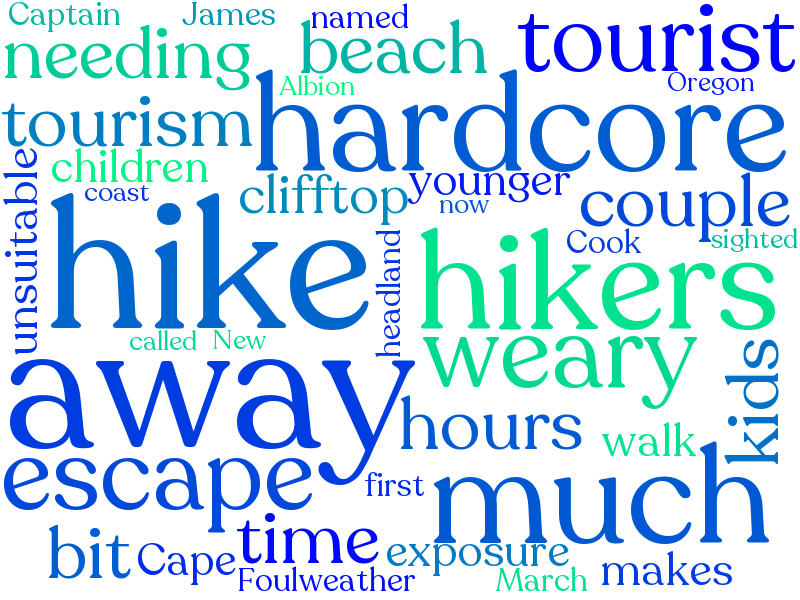 Captain James named
needing beach tourist
Albion Oregon
tourism hardcore
children
coast clifftop younger couple
now
unsuitable
hike headland Cook sighted
hikers
called New
weary
away
kids
hours walk
escape first much
bit Cape time exposure makes
Foulweather March